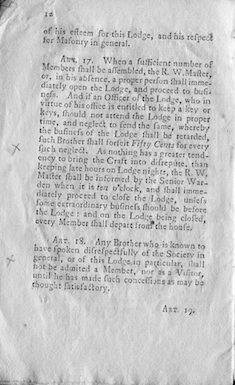 12
of his esteem for this Lodge, and his respect
for Masonry in general.
ART. 17. When a sufficient number of
Members shall be assembled, the R. W. Master,
or, in his absence, a proper person shall imme-
diately open the Lodge, and proceed to busi-
ness. And if an Officer of the Lodge, who in
virtue of his office is entitled to keep a key or
keys, should not attend the Lodge in proper
time, and neglect to send the same, whereby
the business of the Lodge shall be retarded,
such Brother shall forfeit Fifty Cents for every
such neglect. As nothing has a greater tend-
ency to bring the Craft into disrepute, than
keeping late hours on Lodge nights, the R. W.
Master shall be informed by the Senior War-
den when it is ten o'clock, and shall imme-
diately proceed to close the Lodge, unless
some extraordinary business should be before
the Lodge: and on the Lodge being closed,
every Member shall depart from the house.
ART. 18. Any Brother who is known to
have spoken disrespectfully of the Society in
general, or of this Lodge in particular, shall
not be admitted a Member, nor as a Visitor,
until he has made such concessions as may be
thought satisfactory.
ART. 19.